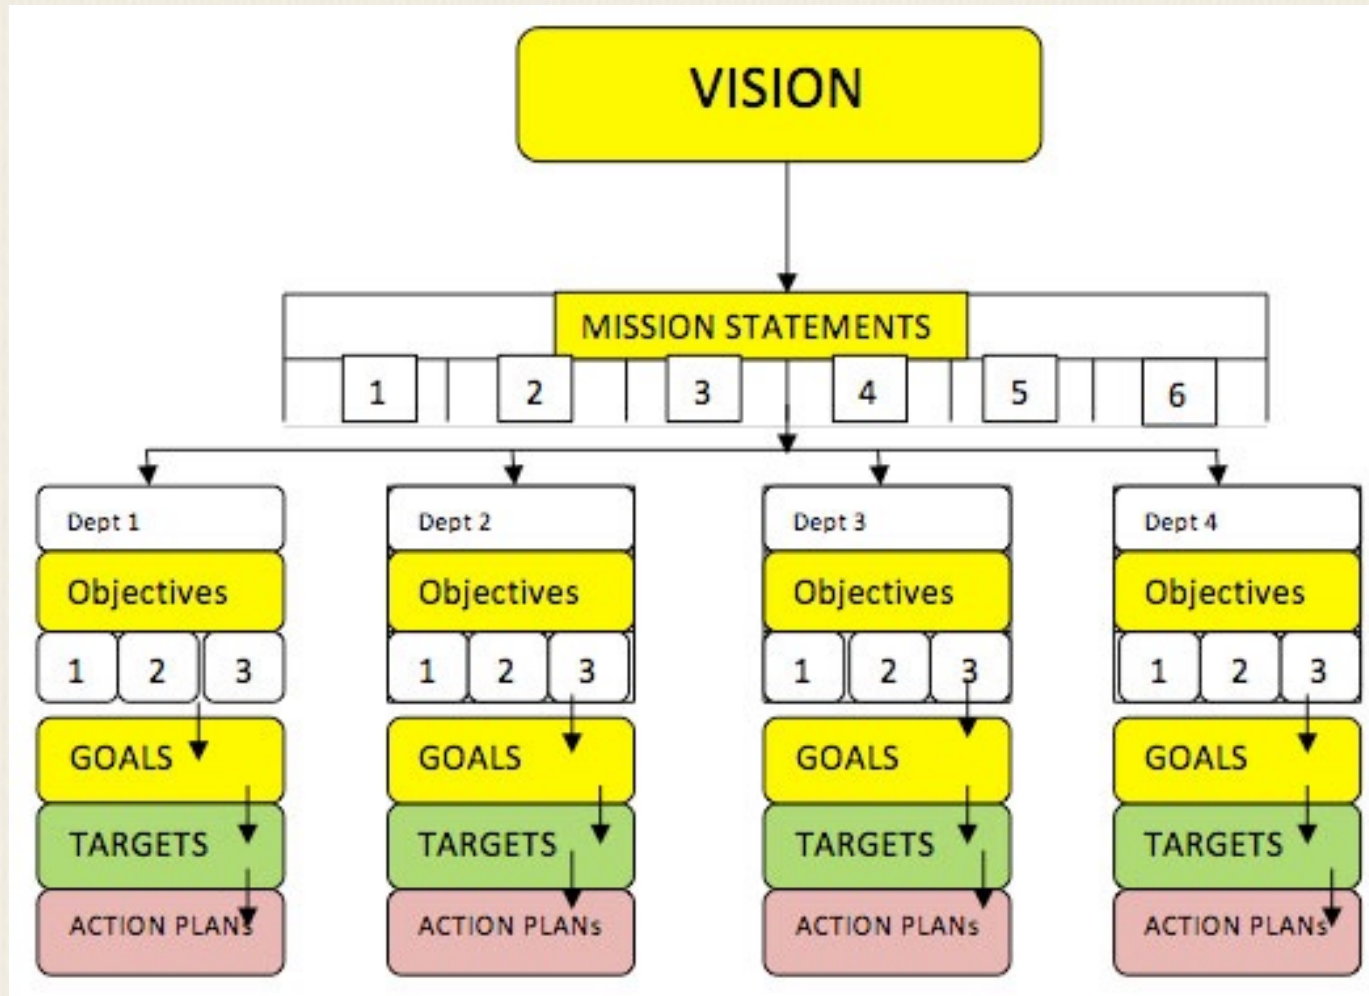 VISION
MISSION STATEMENTS
1 2 3 4 5 6
Dept 1 Dept 2 Dept 3 Dept 4
Objectives Objectives Objectives Objectives
1 2 3 1 2 3 1 2 3 1 2 3
GOALS GOALS GOALS GOALS
TARGETS TARGETS TARGETS TARGETS
ACTION PLANs ACTION PLANs ACTION PLANs ACTION PLANs